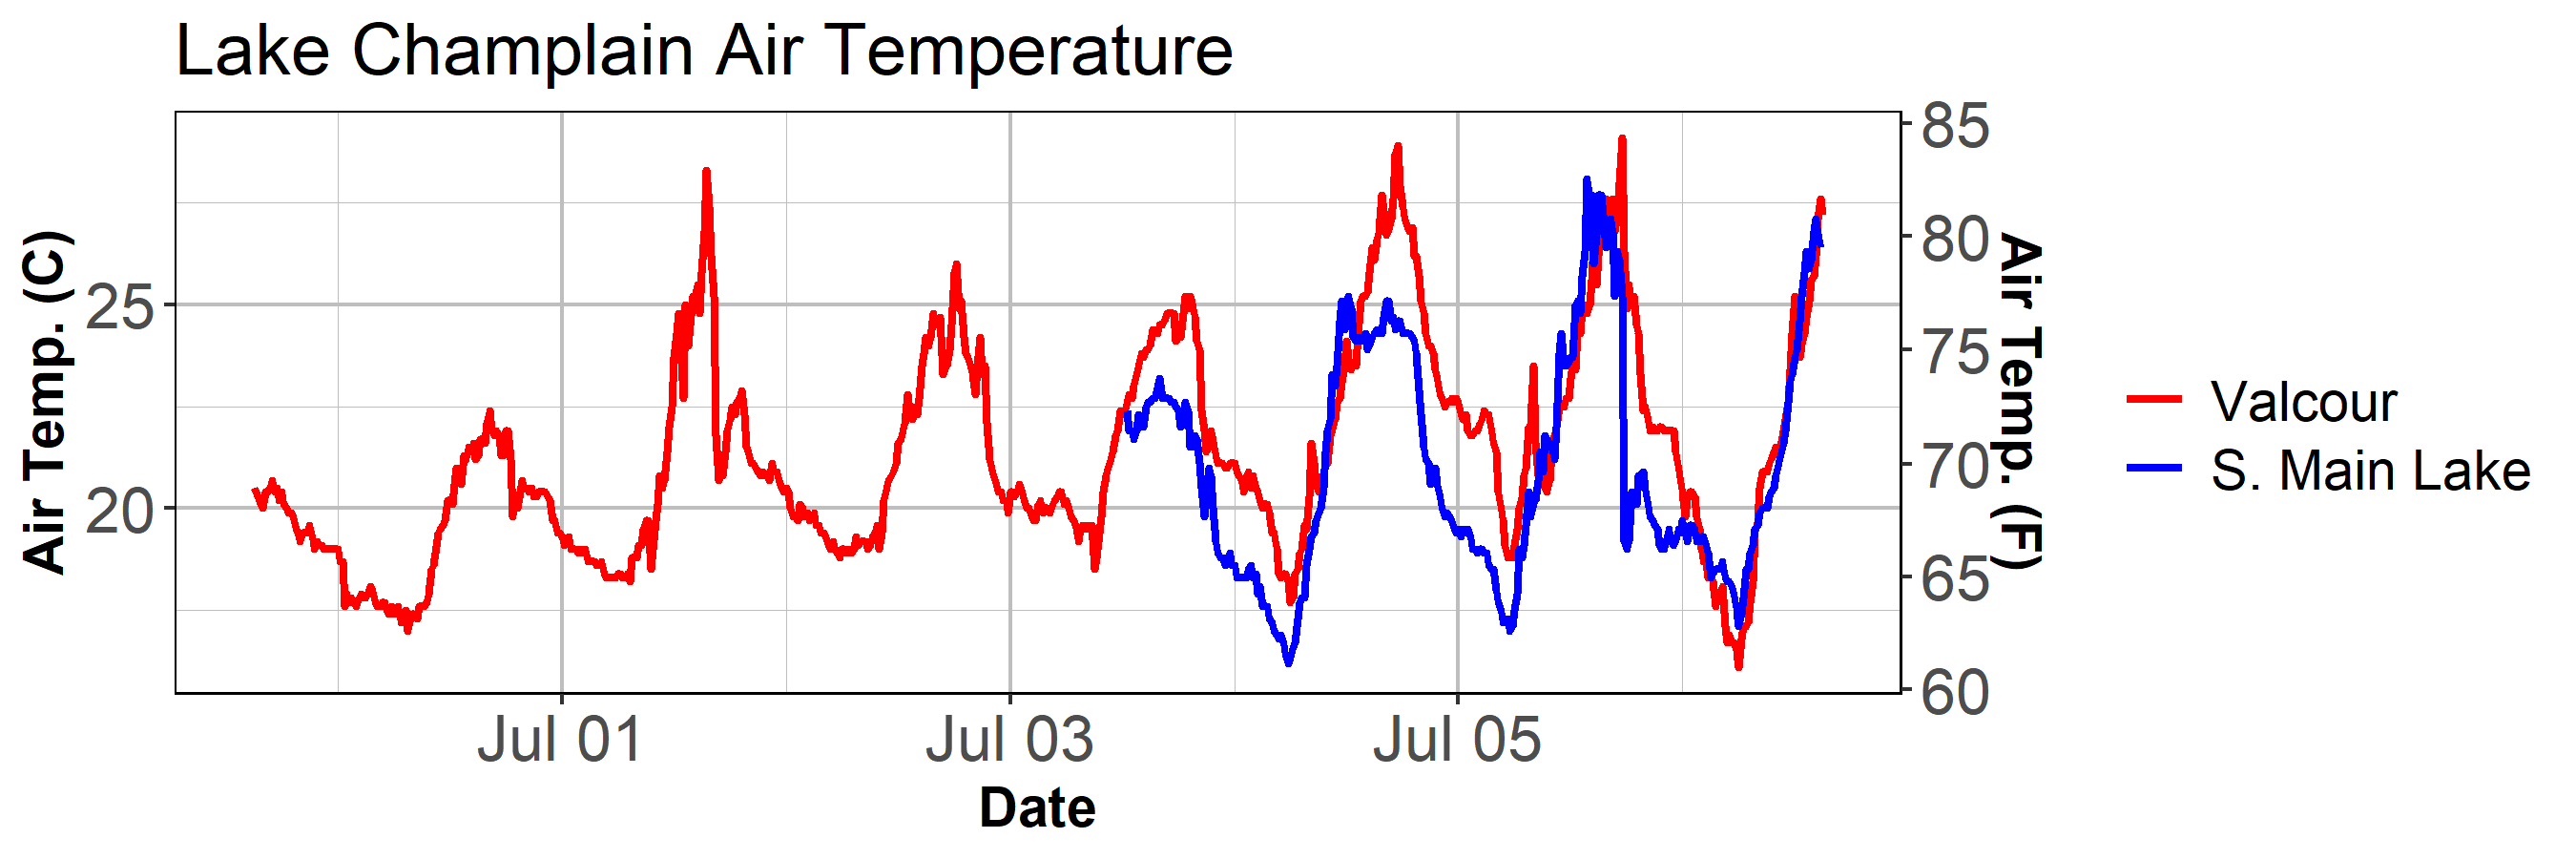 Lake Champlain Air Temperature
Air Temp. (C)
25
20
85
80
75
70
65
60
Air Temp. (F)
Jul 01
Jul 03
Jul 05
Date
Valcour
S. Main Lake